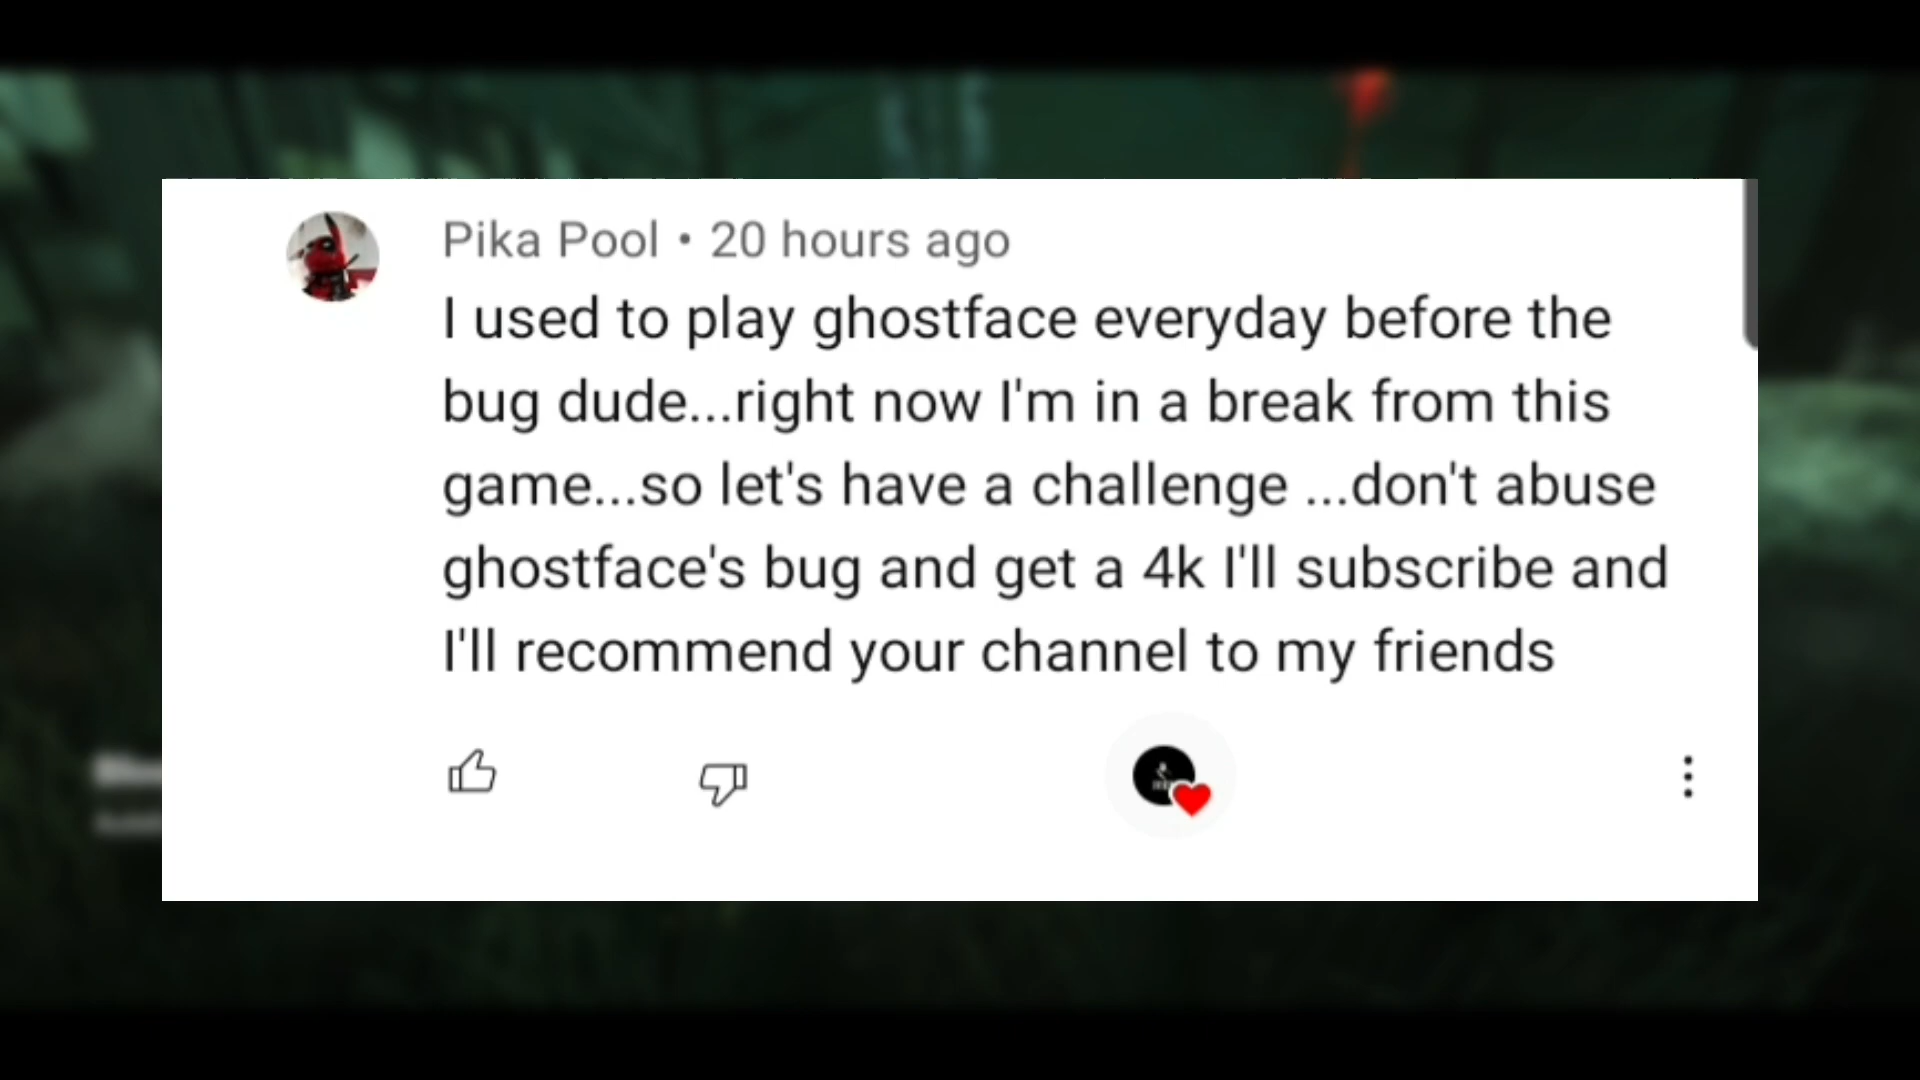 Pika Pool • 20 hours ago
I used to play ghostface everyday before the
bug dude...right now I'm in a break from this
game...so let's have a challenge ...don't abuse
ghostface's bug and get a 4k I'll subscribe and
I'll recommend your channel to my friends